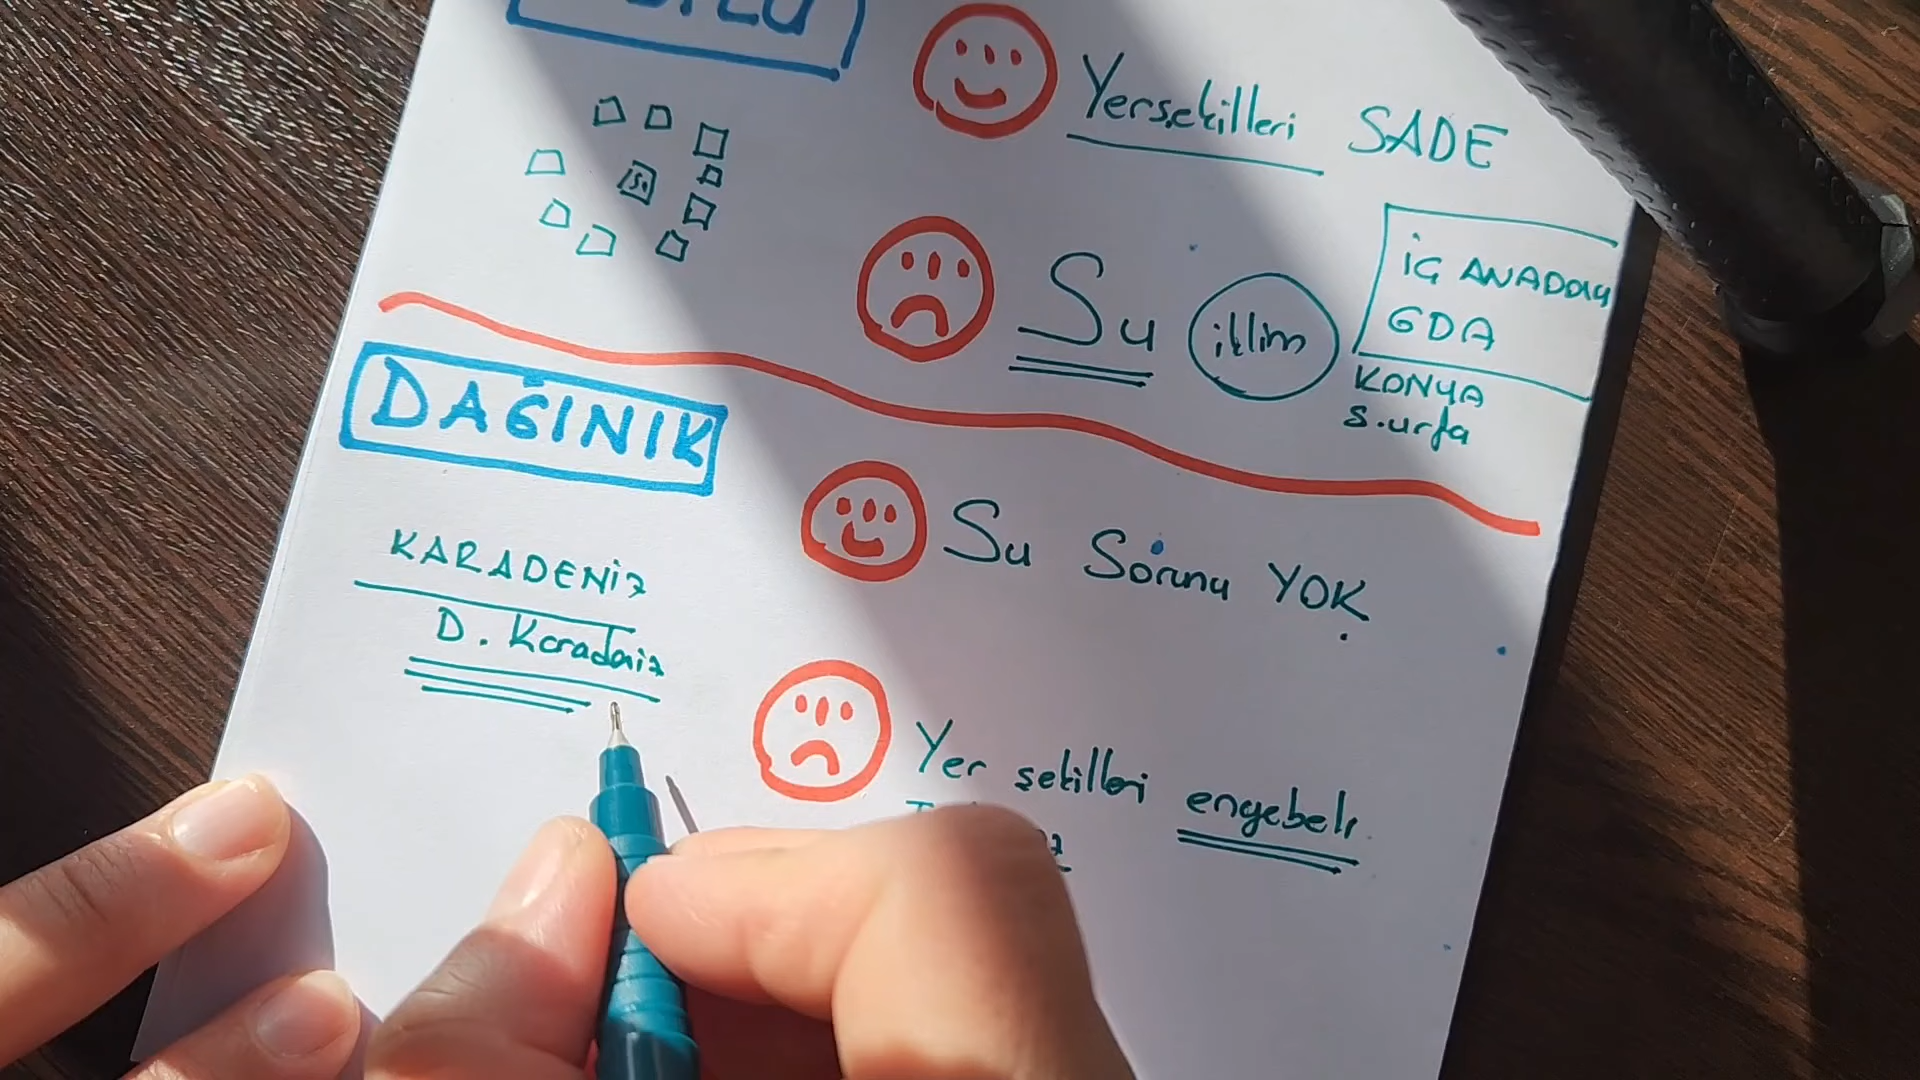 Yerşekilleri SADE
Su iklim
İÇ ANADOLU
GDA
KONYA
Ş.urfa
DAĞINIK
KARADENİZ
D. Karadeniz
Su Sorunu YOK
Yer şekilleri engebeli